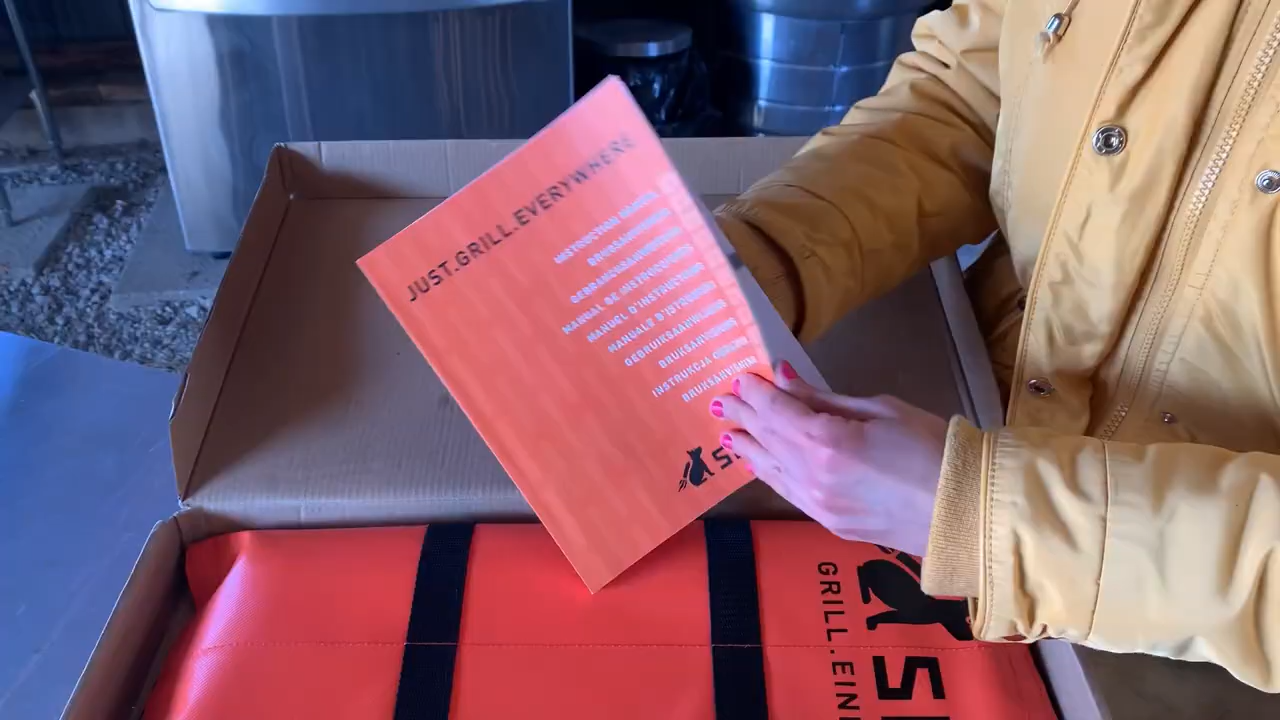 JUST.GRILL.EVERYWHERE
INSTRUCTION MANUAL
BRUKSANVISNING
GEBRAUCHSANWEISUNG
MANUAL DE INSTRUCCIONES
MANUEL D'INSTRUCTIONS
MANUALE D'ISTRUZIONI
GEBRUIKSAANWIJZING
BRUKSANVISNING
INSTRUKCJA OBSŁUGI
BRUKSANVISNING
GRILL.EIN